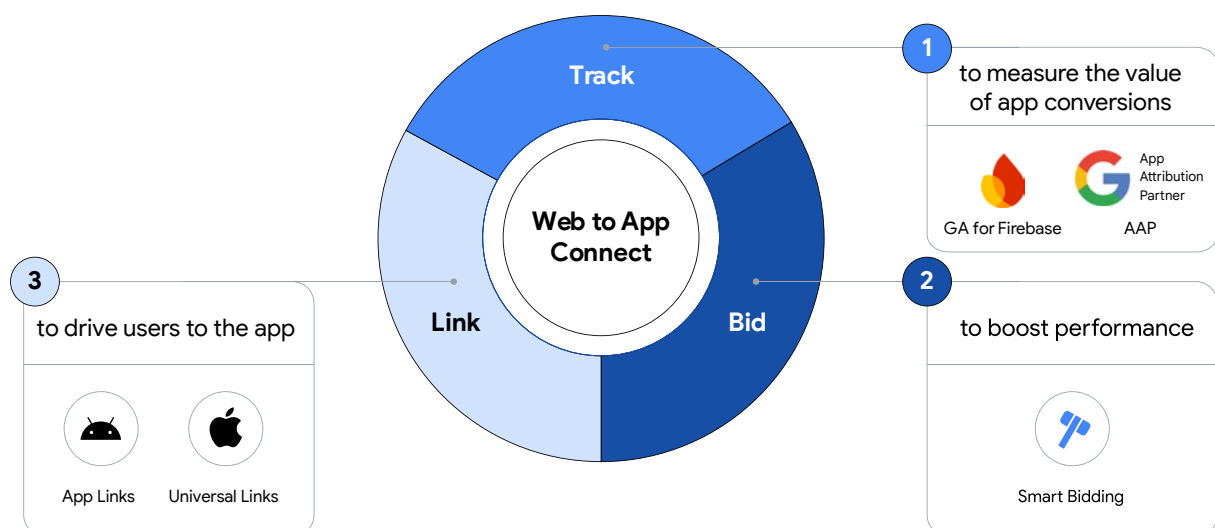 Track
1
to measure the value
of app conversions
App
Attribution
Partner
GA for Firebase
AAP
Web to App
Connect
3
to drive users to the app
App Links
Universal Links
Link
Bid
2
to boost performance
Smart Bidding